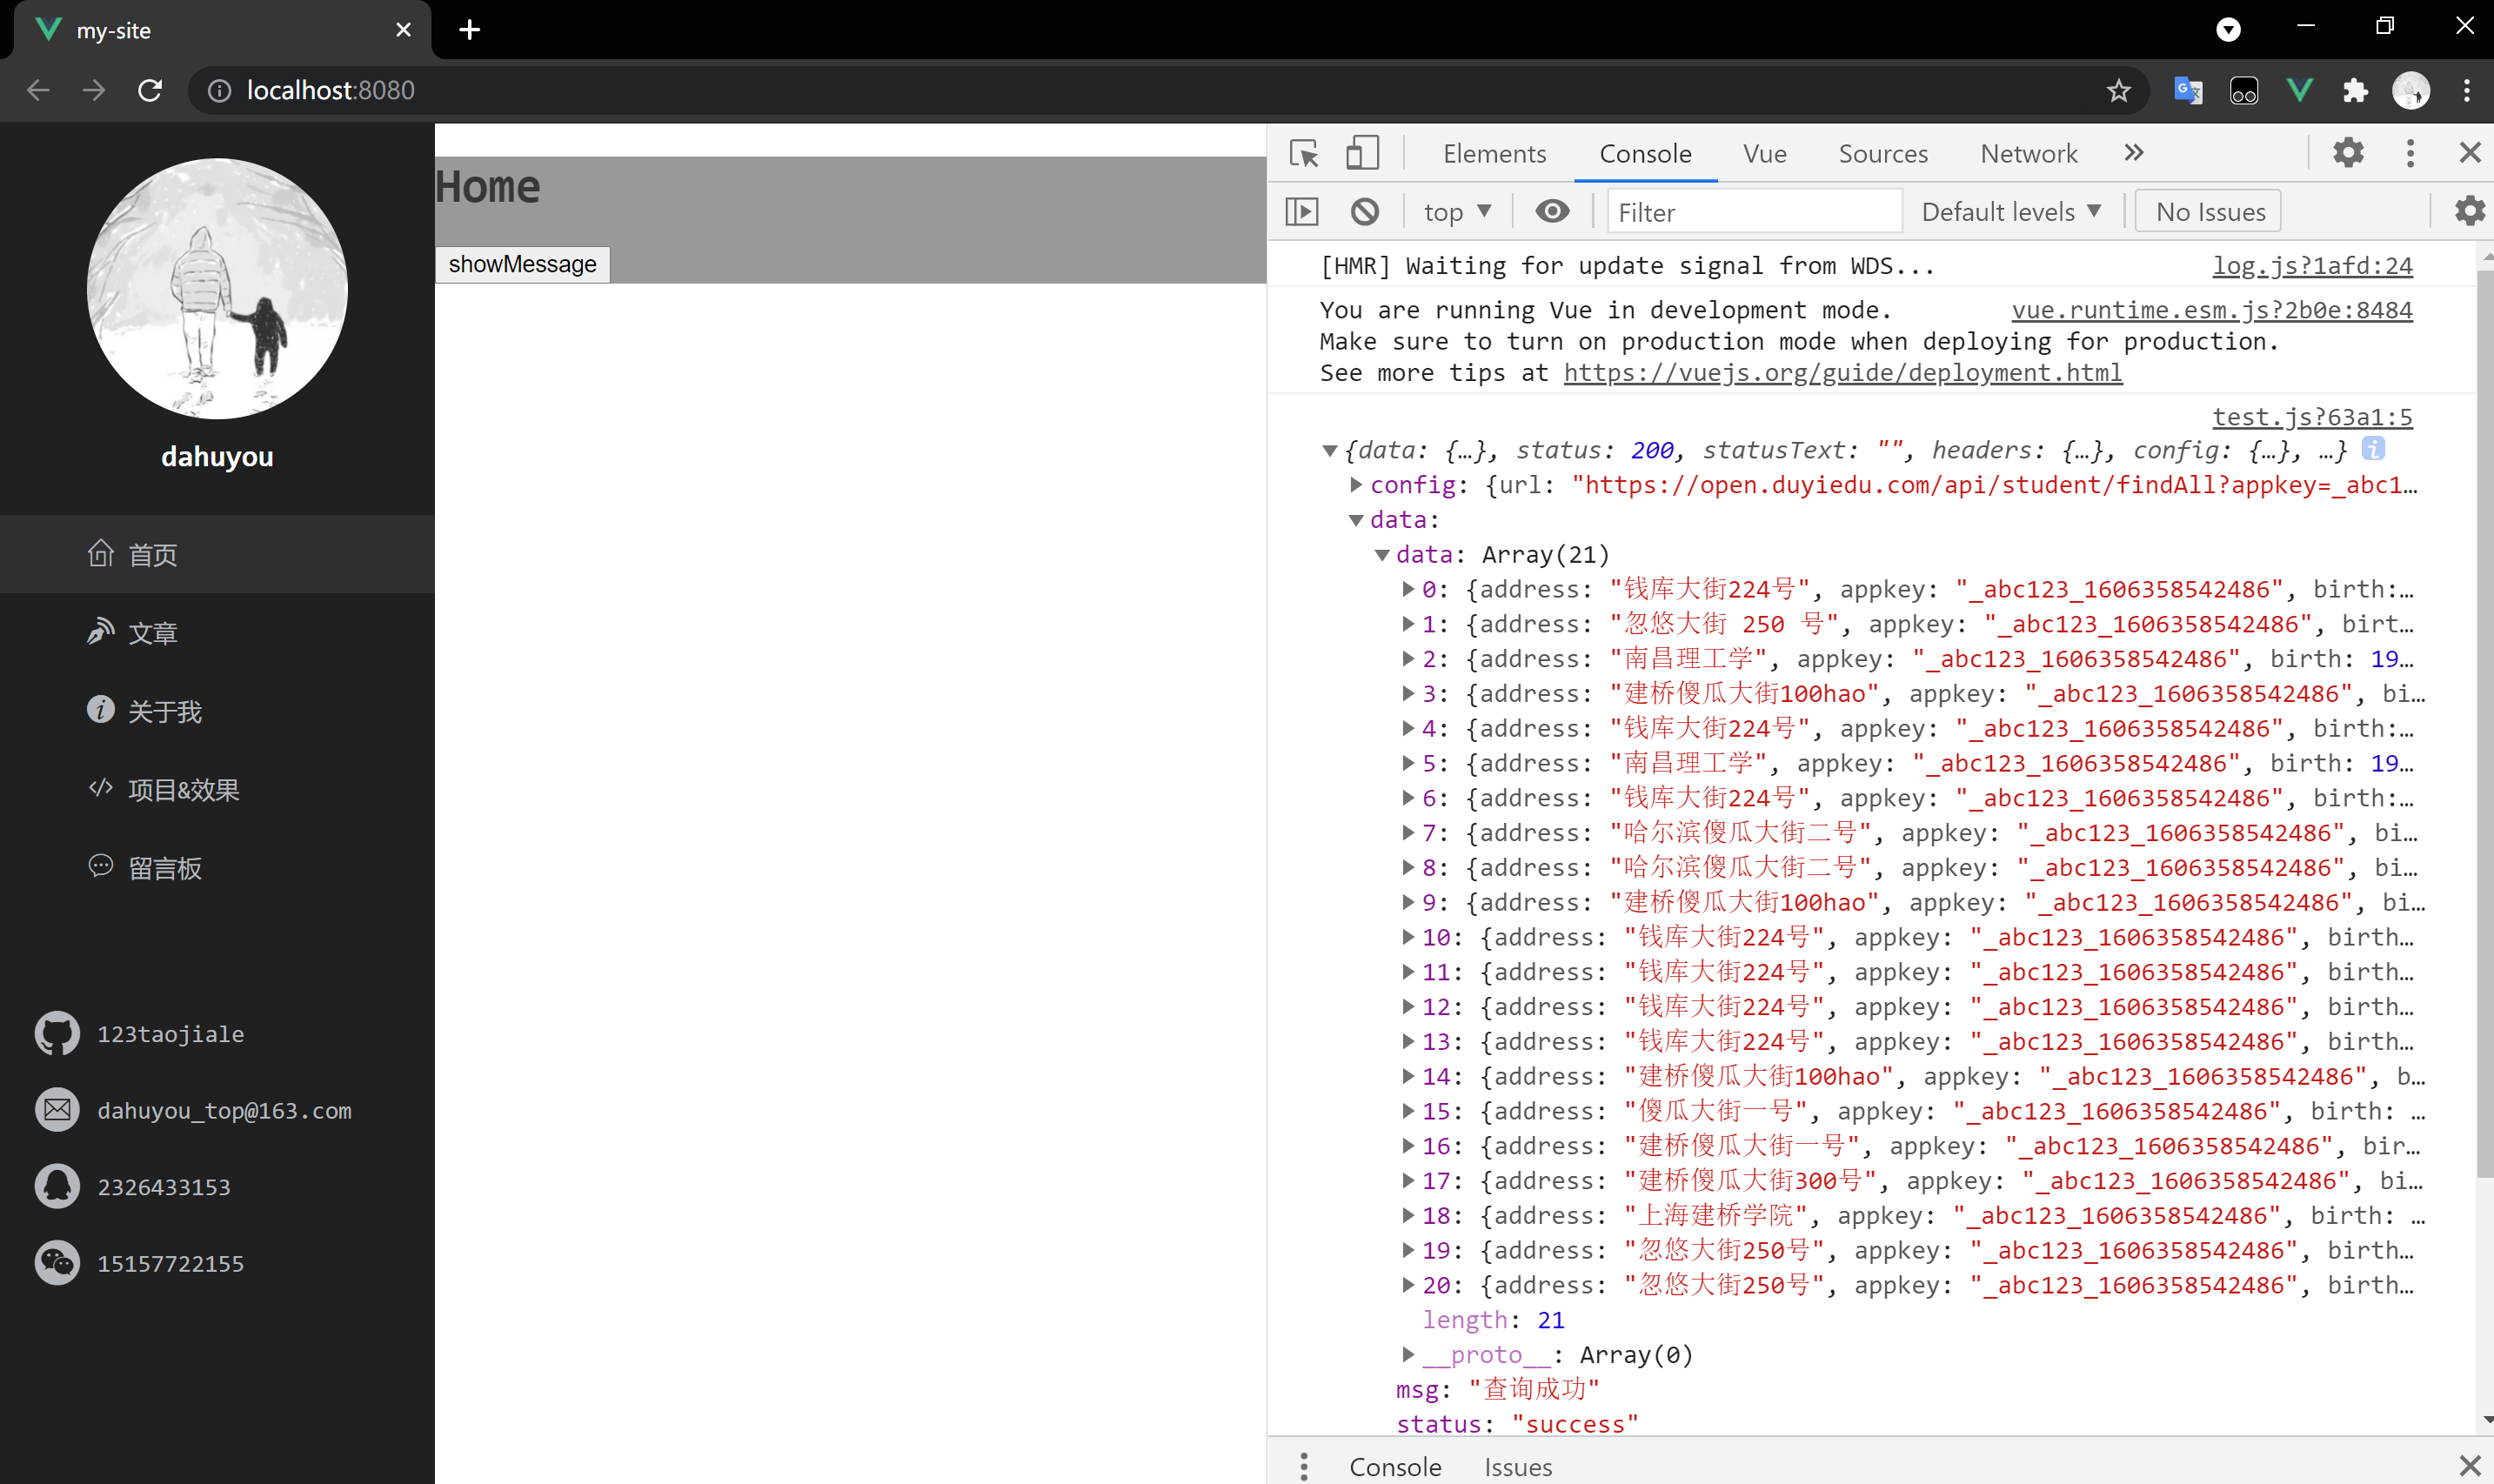 my-site
localhost:8080
dahuyou
首页
文章
关于我
项目&效果
留言板
123taojiale
dahuyou_top@163.com
2326433153
15157722155
Home
showMessage
Elements Console Vue Sources Network
top Filter Default levels No Issues
[HMR] Waiting for update signal from WDS... log.js?1afd:24
You are running Vue in development mode. vue.runtime.esm.js?2b0e:8484
Make sure to turn on production mode when deploying for production.
See more tips at https://vuejs.org/guide/deployment.html
test.js?63a1:5
{data: {…}, status: 200, statusText: "", headers: {…}, config: {…}, …}
config: {url: "https://open.duyiedu.com/api/student/findAll?appkey=_abc1…
data:
data: Array(21)
0: {address: "钱库大街224号", appkey: "_abc123_1606358542486", birth:…
1: {address: "忽悠大街 250 号", appkey: "_abc123_1606358542486", birt…
2: {address: "南昌理工学", appkey: "_abc123_1606358542486", birth: 19…
3: {address: "建桥傻瓜大街100hao", appkey: "_abc123_1606358542486", bi…
4: {address: "钱库大街224号", appkey: "_abc123_1606358542486", birth:…
5: {address: "南昌理工学", appkey: "_abc123_1606358542486", birth: 19…
6: {address: "钱库大街224号", appkey: "_abc123_1606358542486", birth:…
7: {address: "哈尔滨傻瓜大街二号", appkey: "_abc123_1606358542486", bi…
8: {address: "哈尔滨傻瓜大街二号", appkey: "_abc123_1606358542486", bi…
9: {address: "建桥傻瓜大街100hao", appkey: "_abc123_1606358542486", bi…
10: {address: "钱库大街224号", appkey: "_abc123_1606358542486", birth…
11: {address: "钱库大街224号", appkey: "_abc123_1606358542486", birth…
12: {address: "钱库大街224号", appkey: "_abc123_1606358542486", birth…
13: {address: "钱库大街224号", appkey: "_abc123_1606358542486", birth…
14: {address: "建桥傻瓜大街100hao", appkey: "_abc123_1606358542486", b…
15: {address: "傻瓜大街一号", appkey: "_abc123_1606358542486", birth: …
16: {address: "建桥傻瓜大街一号", appkey: "_abc123_1606358542486", bir…
17: {address: "建桥傻瓜大街300号", appkey: "_abc123_1606358542486", bi…
18: {address: "上海建桥学院", appkey: "_abc123_1606358542486", birth: …
19: {address: "忽悠大街250号", appkey: "_abc123_1606358542486", birth…
20: {address: "忽悠大街250号", appkey: "_abc123_1606358542486", birth…
length: 21
__proto__: Array(0)
msg: "查询成功"
status: "success"
Console Issues